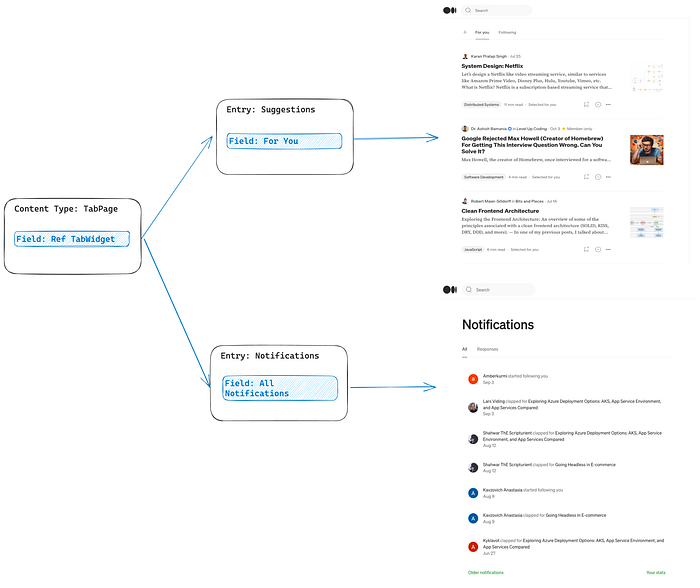 Content Type: TabPage
Field: Ref TabWidget
Entry: Suggestions
Field: For You
Entry: Notifications
Field: All
Notifications
Search
For you
Following
Karan Pratap Singh · Jul 25
System Design: Netflix
Let's design a Netflix like video streaming service, similar to services
like Amazon Prime Video, Disney Plus, Hulu, Youtube, Vimeo, etc.
What is Netflix? Netflix is a subscription-based streaming service that...
Distributed Systems 11 min read · Selected for you
Dr. Ashish Bamania in Level Up Coding · Oct 3 Member-only
Google Rejected Max Howell (Creator of Homebrew)
For Getting This Interview Question Wrong. Can You
Solve It?
Max Howell, the creator of Homebrew, once interviewed for a softwa...
Software Development 4 min read · Selected for you
Robert Maier-Silldorff in Bits and Pieces · Jul 14
Clean Frontend Architecture
Exploring the Frontend Architecture: An overview of some of the
principles associated with a clean frontend architecture (SOLID, KISS,
DRY, DDD, and more). — In one of my previous posts, I talked about...
JavaScript 8 min read · Selected for you
Search
Notifications
All
Responses
A
Amberkurmi started following you
Sep 3
Lars Viding clapped for Exploring Azure Deployment Options: AKS, App Service Environment,
and App Services Compared
Sep 3
Shahwar ThE Scripturient clapped for Exploring Azure Deployment Options: AKS, App Service
Environment, and App Services Compared
Aug 12
Shahwar ThE Scripturient clapped for Going Headless in E-commerce
Aug 12
A
Kavzovich Anastasia started following you
Aug 9
A
Kavzovich Anastasia clapped for Going Headless in E-commerce
Aug 9
A
Kyklavot clapped for Exploring Azure Deployment Options: AKS, App Service Environment, and
App Services Compared
Jun 27
Older notifications
Your stats